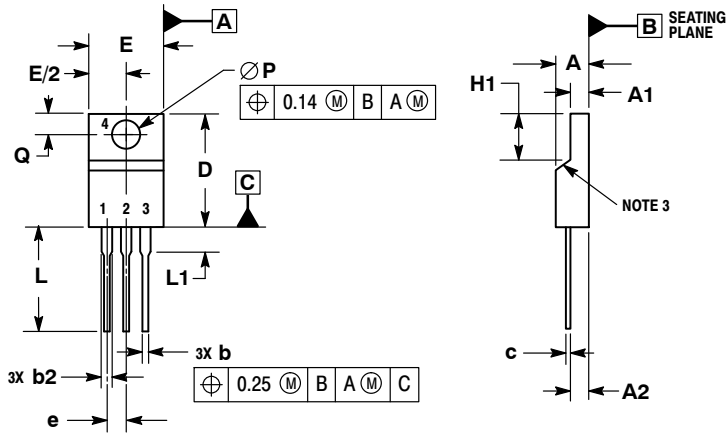 A
E
E/2
4
Q
⌀ P
⌖ 0.14 Ⓜ B A Ⓜ
D
C
1 2 3
L
L1
3X b
3X b2
⌖ 0.25 Ⓜ B A Ⓜ C
e
B SEATING
PLANE
A
H1
A1
NOTE 3
c
A2